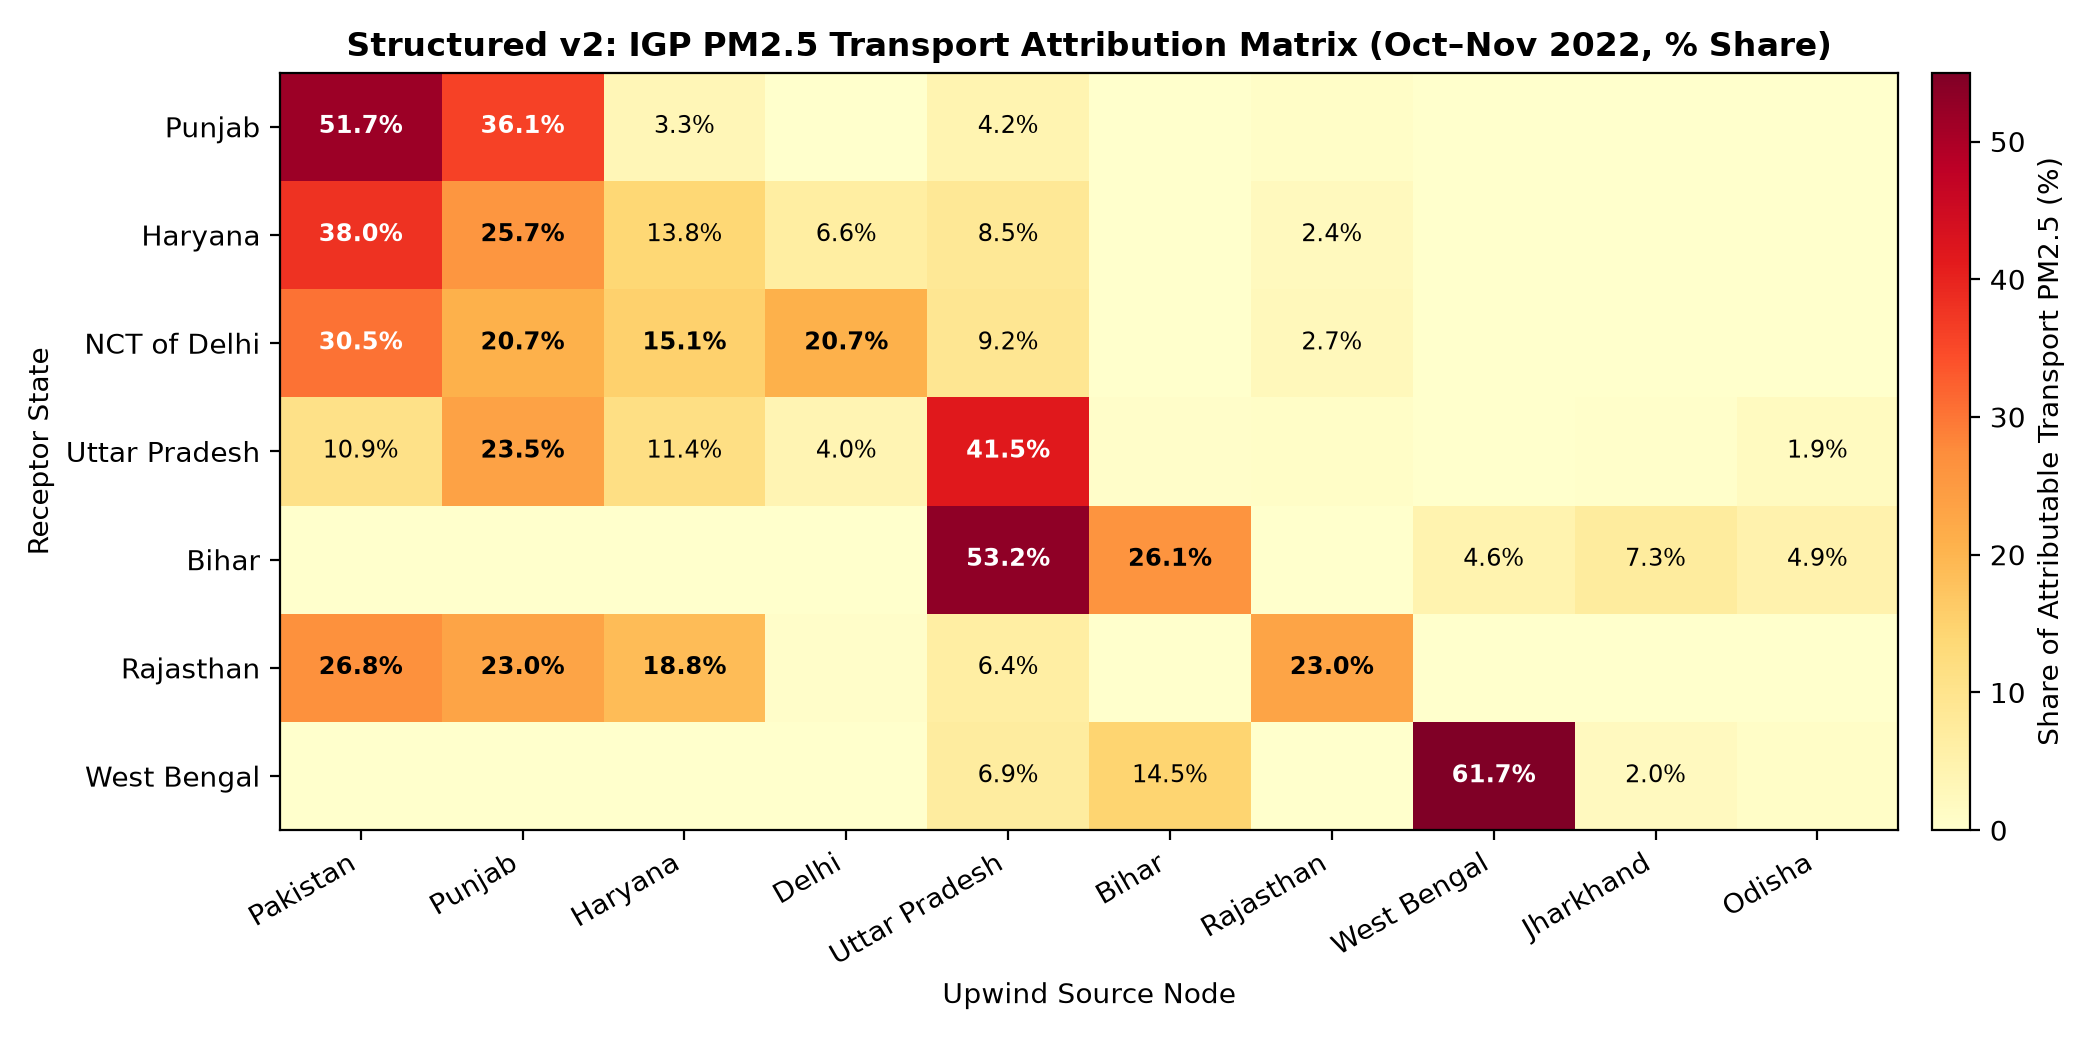 Structured v2: IGP PM2.5 Transport Attribution Matrix (Oct–Nov 2022, % Share)
Receptor State
Punjab 51.7% 36.1% 3.3% 4.2%
Haryana 38.0% 25.7% 13.8% 6.6% 8.5% 2.4%
NCT of Delhi 30.5% 20.7% 15.1% 20.7% 9.2% 2.7%
Uttar Pradesh 10.9% 23.5% 11.4% 4.0% 41.5% 1.9%
Bihar 53.2% 26.1% 4.6% 7.3% 4.9%
Rajasthan 26.8% 23.0% 18.8% 6.4% 23.0%
West Bengal 6.9% 14.5% 61.7% 2.0%
Pakistan Punjab Haryana Delhi Uttar Pradesh Bihar Rajasthan West Bengal Jharkhand Odisha
Upwind Source Node
50
40
30
20
10
0
Share of Attributable Transport PM2.5 (%)